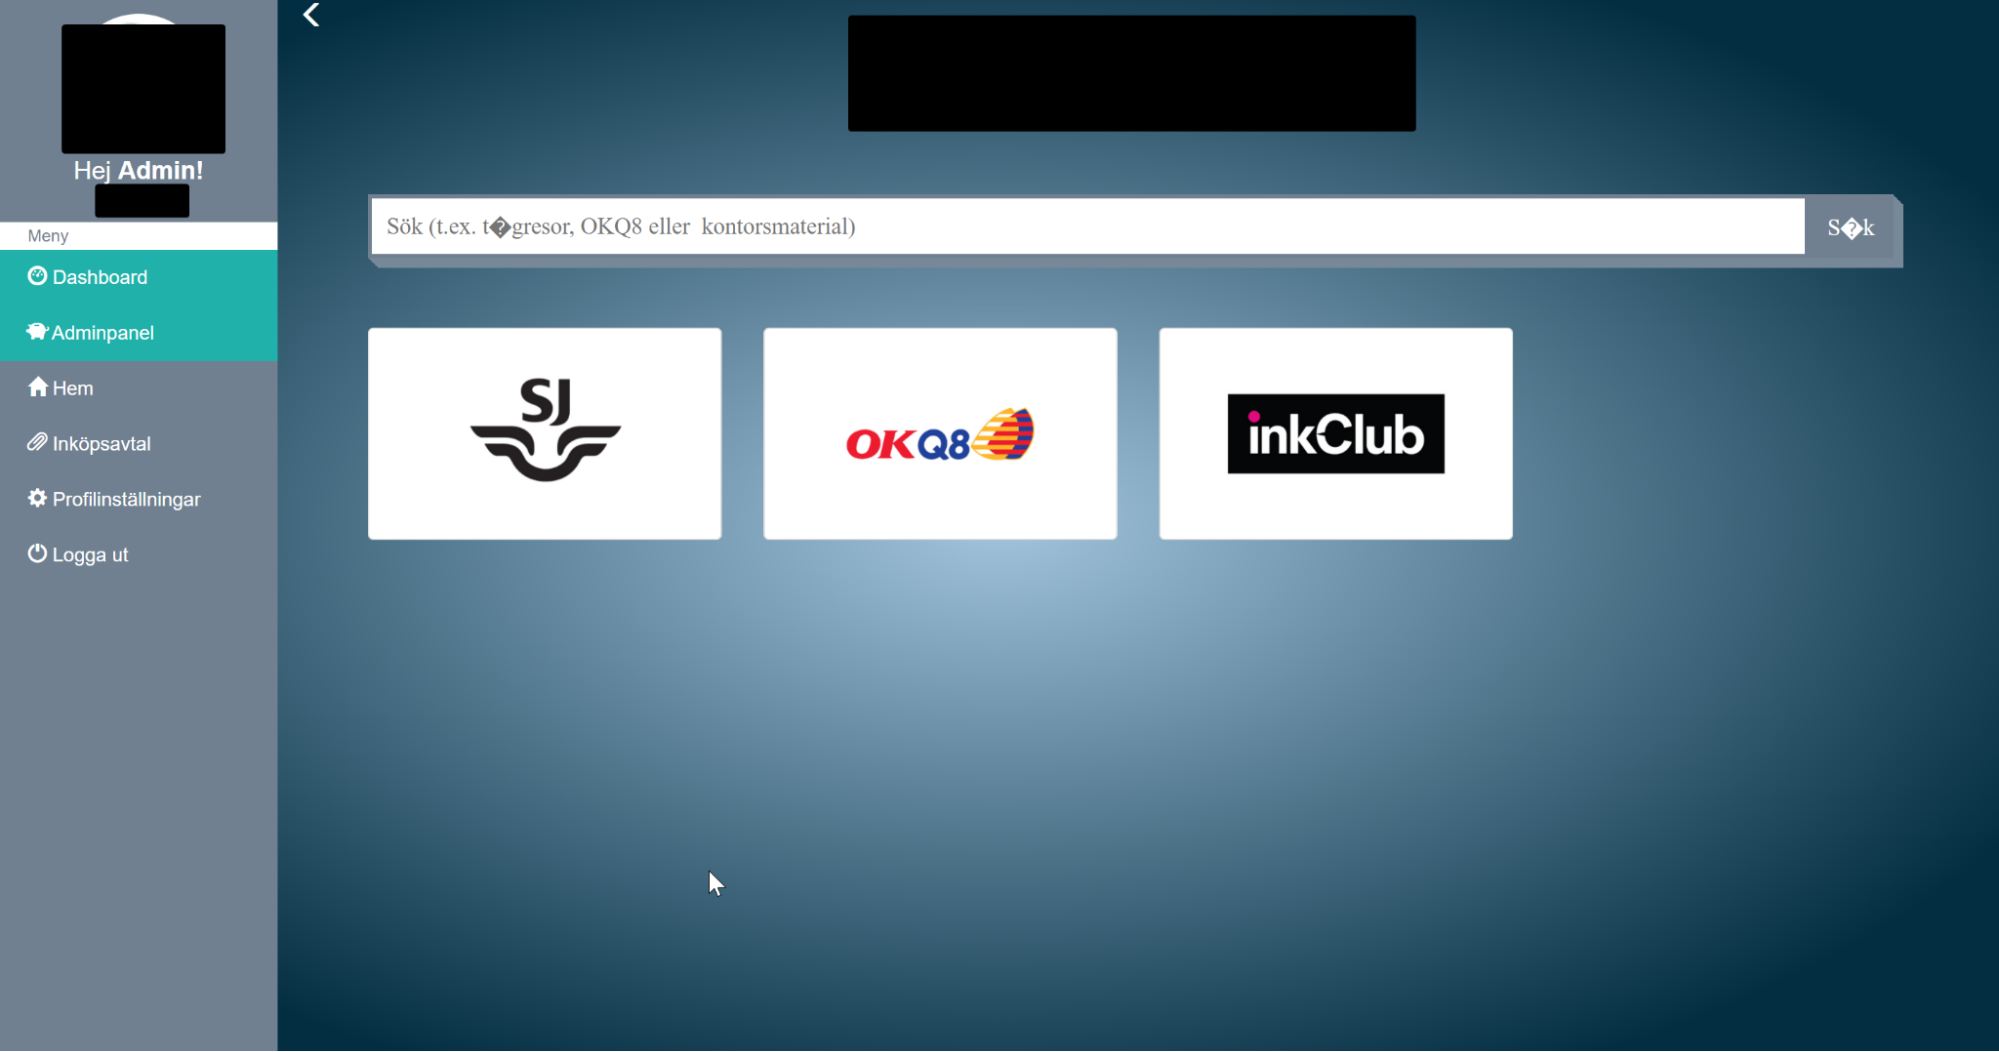 Hej Admin!
Meny
Dashboard
Adminpanel
Hem
Inköpsavtal
Profilinställningar
Logga ut
Sök (t.ex. t�gresor, OKQ8 eller  kontorsmaterial)
S�k
SJ
OKQ8
inkClub